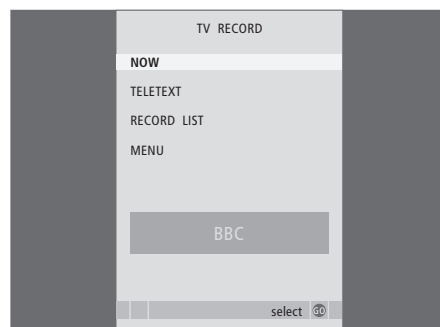 TV RECORD
NOW
TELETEXT
RECORD LIST
MENU
BBC
select GO